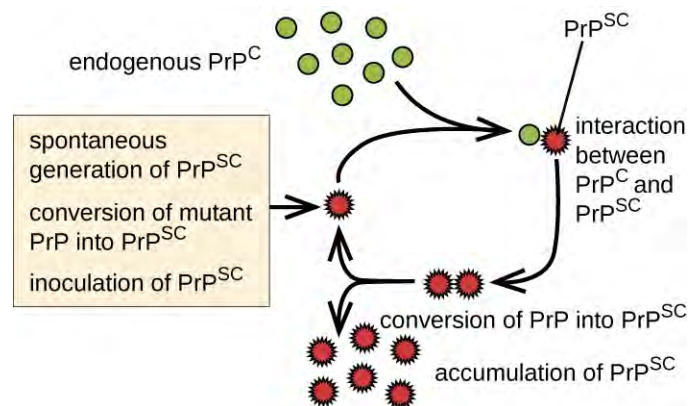 PrP^SC
endogenous PrP^C
spontaneous
generation of PrP^SC
conversion of mutant
PrP into PrP^SC
inoculation of PrP^SC
interaction
between
PrP^C and
PrP^SC
conversion of PrP into PrP^SC
accumulation of PrP^SC